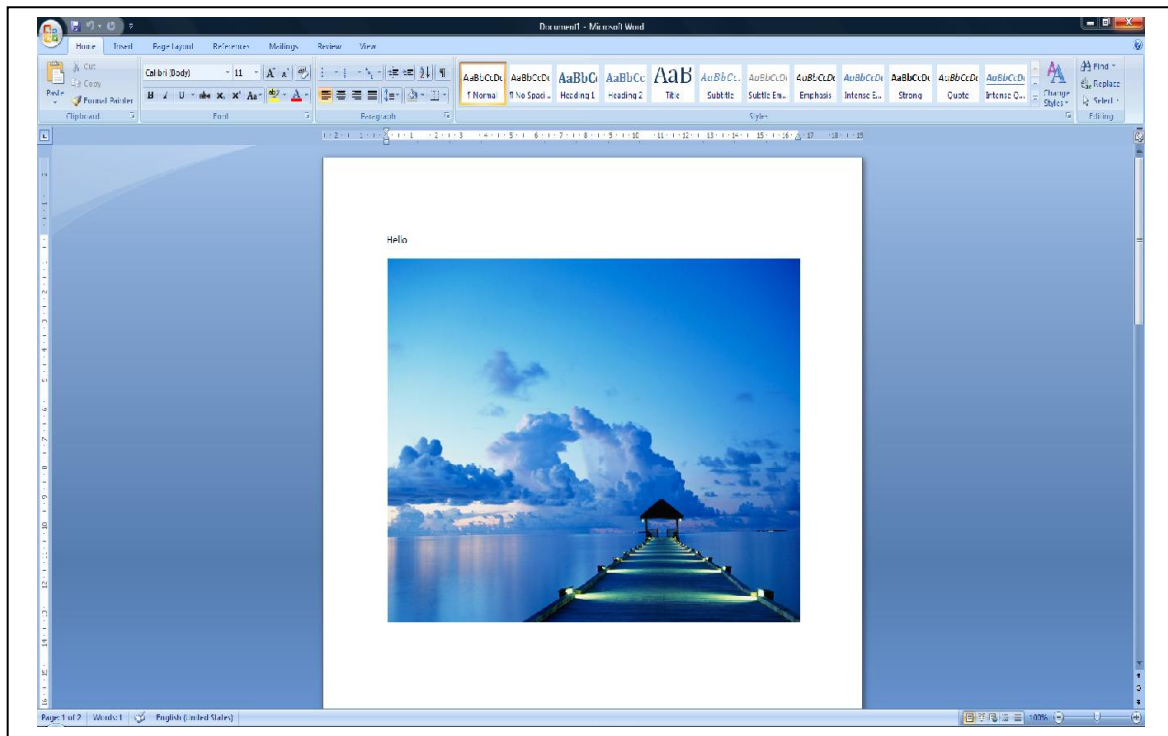 Document1 - Microsoft Word
Home Insert Page Layout References Mailings Review View
Cut
Copy
Paste
Format Painter
Clipboard
Calibri (Body) 11
B I U abc X, X' Aa ab A
Font
Paragraph
AaBbCcDc AaBbCcDc AaBbC AaBbCc AaB AaBbCc. AaBbCcDc AaBbCcDc AaBbCcDc AaBbCcDc AaBbCcDc AaBbCcDc
¶ Normal ¶ No Spaci... Heading 1 Heading 2 Title Subtitle Subtle Em... Emphasis Intense E... Strong Quote Intense Q...
Change
Styles
Styles
Find
Replace
Select
Editing
Hello
Page: 1 of 2 Words: 1 English (United States) 100%